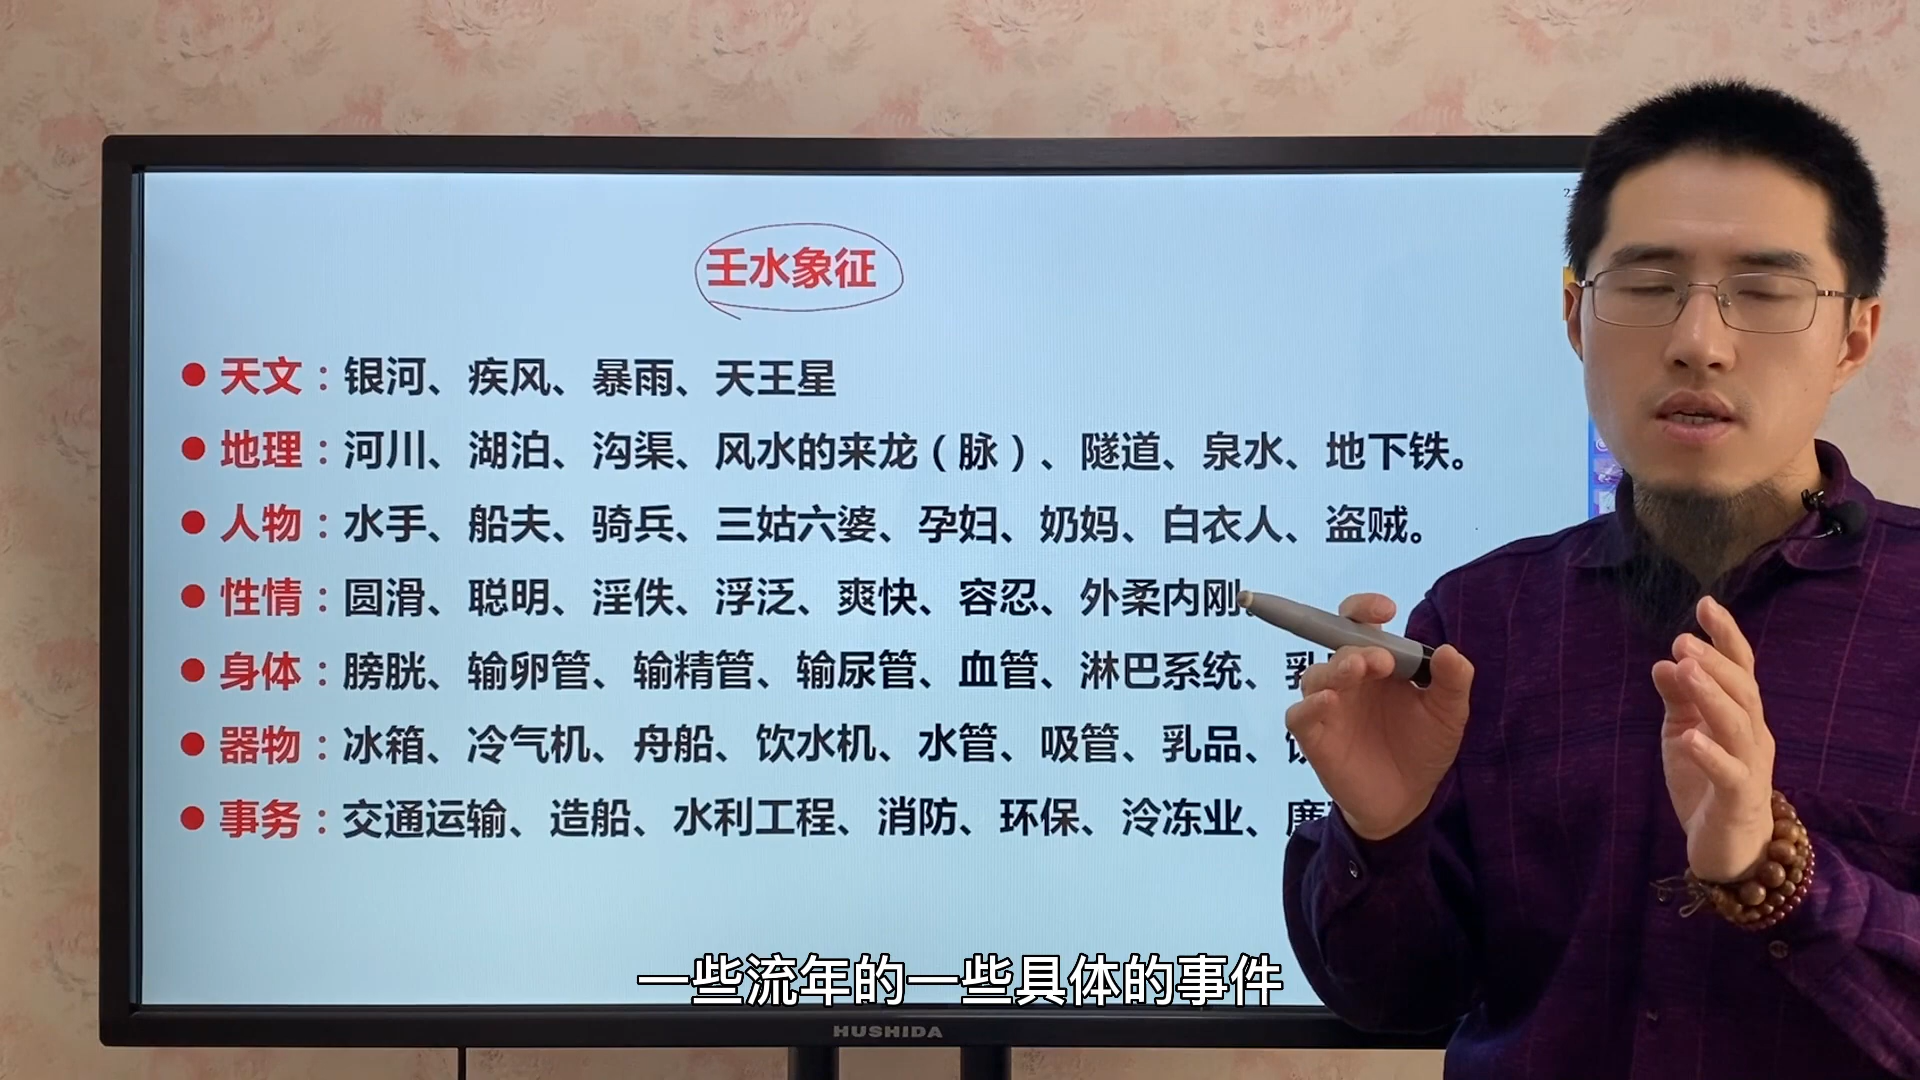 壬水象征
● 天文：银河、疾风、暴雨、天王星
● 地理：河川、湖泊、沟渠、风水的来龙（脉）、隧道、泉水、地下铁。
● 人物：水手、船夫、骑兵、三姑六婆、孕妇、奶妈、白衣人、盗贼。
● 性情：圆滑、聪明、淫佚、浮泛、爽快、容忍、外柔内刚。
● 身体：膀胱、输卵管、输精管、输尿管、血管、淋巴系统、乳
● 器物：冰箱、冷气机、舟船、饮水机、水管、吸管、乳品、
● 事务：交通运输、造船、水利工程、消防、环保、泠冻业、
一些流年的一些具体的事件
HUSHIDA